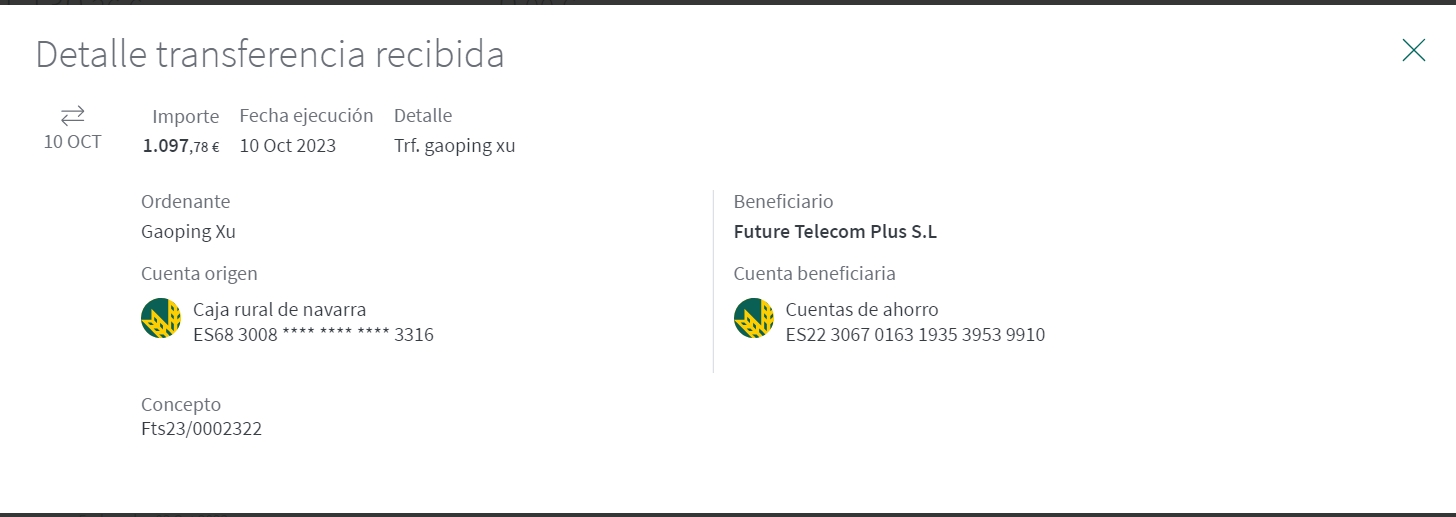 Detalle transferencia recibida
10 OCT
Importe Fecha ejecución Detalle
1.097,78 € 10 Oct 2023 Trf. gaoping xu
Ordenante
Gaoping Xu
Cuenta origen
Caja rural de navarra
ES68 3008 **** **** **** 3316
Beneficiario
Future Telecom Plus S.L
Cuenta beneficiaria
Cuentas de ahorro
ES22 3067 0163 1935 3953 9910
Concepto
Fts23/0002322